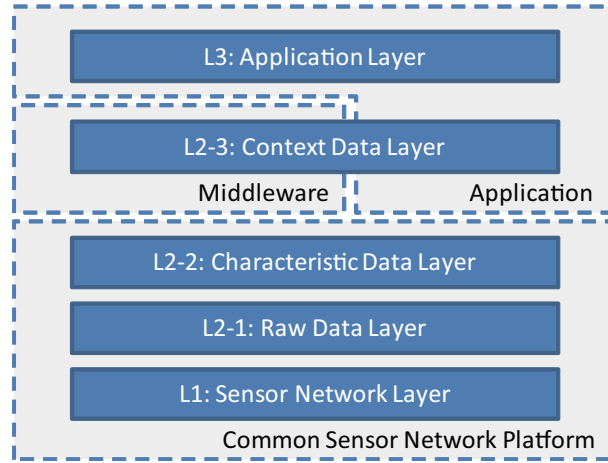 L3: Application Layer
L2-3: Context Data Layer
Middleware
Application
L2-2: Characteristic Data Layer
L2-1: Raw Data Layer
L1: Sensor Network Layer
Common Sensor Network Platform